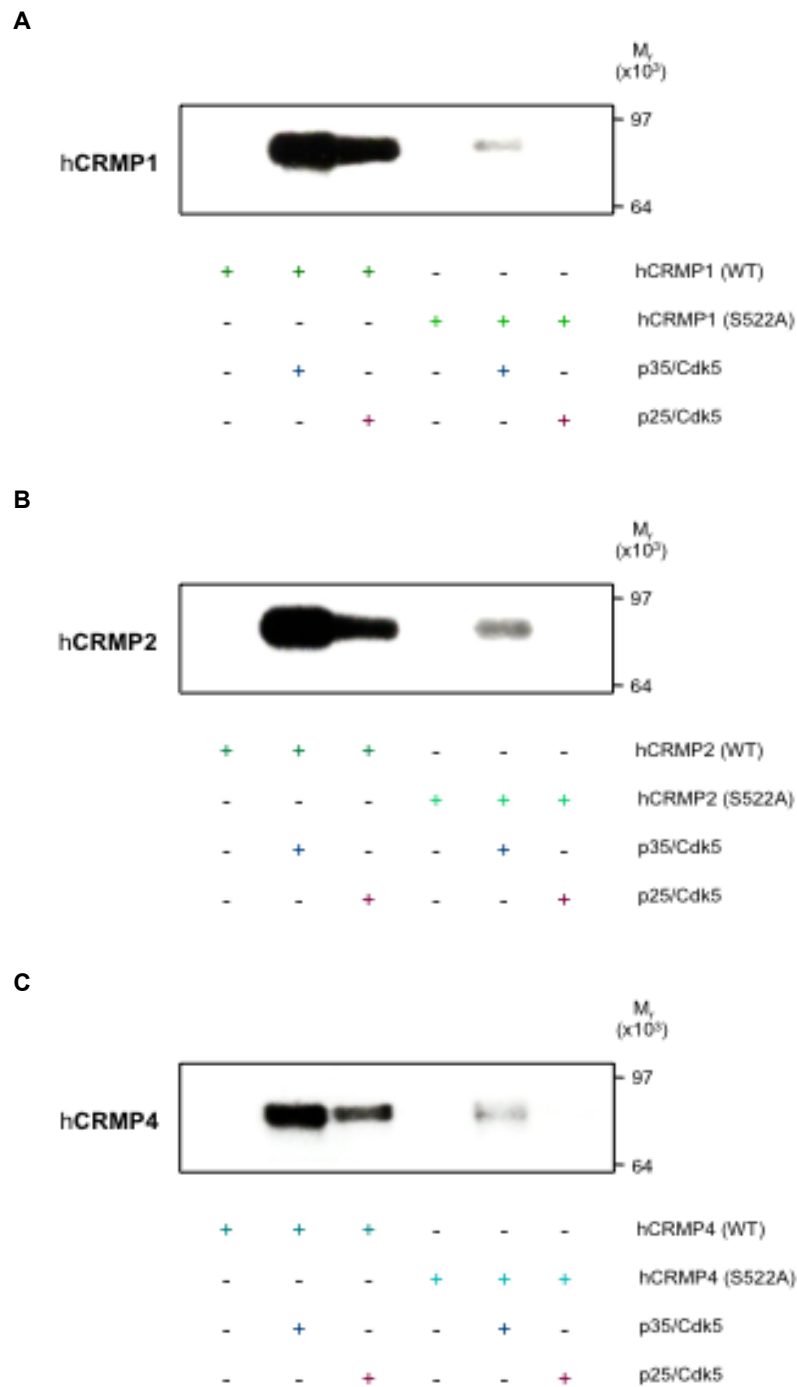 A
Mr
(x10³)
97
hCRMP1
64
+ + + - - - hCRMP1 (WT)
- - - + + + hCRMP1 (S522A)
- + - - + - p35/Cdk5
- - + - - + p25/Cdk5
B
Mr
(x10³)
97
hCRMP2
64
+ + + - - - hCRMP2 (WT)
- - - + + + hCRMP2 (S522A)
- + - - + - p35/Cdk5
- - + - - + p25/Cdk5
C
Mr
(x10³)
97
hCRMP4
64
+ + + - - - hCRMP4 (WT)
- - - + + + hCRMP4 (S522A)
- + - - + - p35/Cdk5
- - + - - + p25/Cdk5